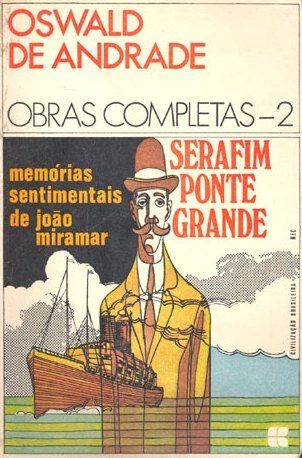 OSWALD
DE ANDRADE
OBRAS COMPLETAS–2
memórias
sentimentais
de joão
miramar
SERAFIM
PONTE
GRANDE
CIVILIZAÇÃO BRASILEIRA - MEC